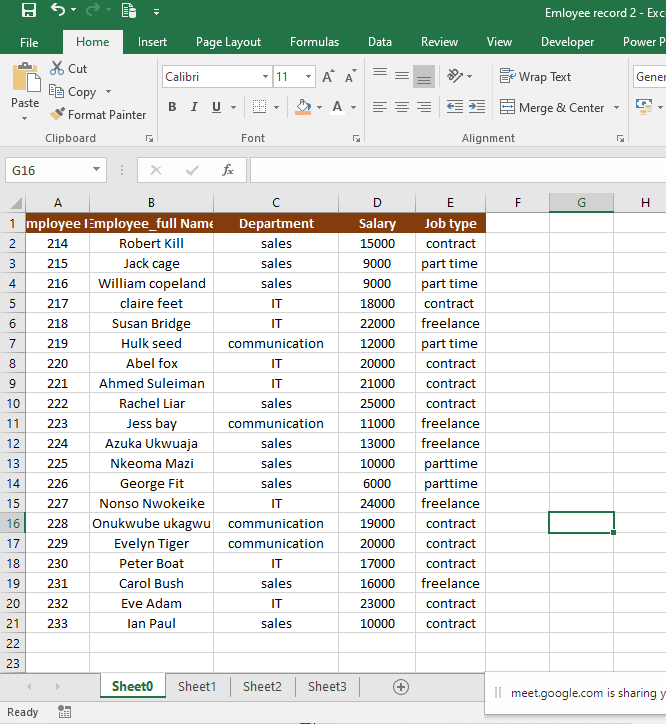 Emloyee record 2 - Exc
File Home Insert Page Layout Formulas Data Review View Developer Power P
Paste
Cut
Copy
Format Painter
Clipboard
Calibri 11 A A
B I U A
Font
Wrap Text
Merge & Center
Alignment
Gener
G16 fx
A B C D E F G H
1 mployee I Employee_full Name Department Salary Job type
2 214 Robert Kill sales 15000 contract
3 215 Jack cage sales 9000 part time
4 216 William copeland sales 9000 part time
5 217 claire feet IT 18000 contract
6 218 Susan Bridge IT 22000 freelance
7 219 Hulk seed communication 12000 part time
8 220 Abel fox IT 20000 contract
9 221 Ahmed Suleiman IT 21000 contract
10 222 Rachel Liar sales 25000 contract
11 223 Jess bay communication 11000 freelance
12 224 Azuka Ukwuaja sales 13000 freelance
13 225 Nkeoma Mazi sales 10000 parttime
14 226 George Fit sales 6000 parttime
15 227 Nonso Nwokeike IT 24000 freelance
16 228 Onukwube ukagwu communication 19000 contract
17 229 Evelyn Tiger communication 20000 contract
18 230 Peter Boat IT 17000 contract
19 231 Carol Bush sales 16000 freelance
20 232 Eve Adam IT 23000 contract
21 233 Ian Paul sales 10000 contract
22
23
Sheet0 Sheet1 Sheet2 Sheet3
meet.google.com is sharing y
Ready